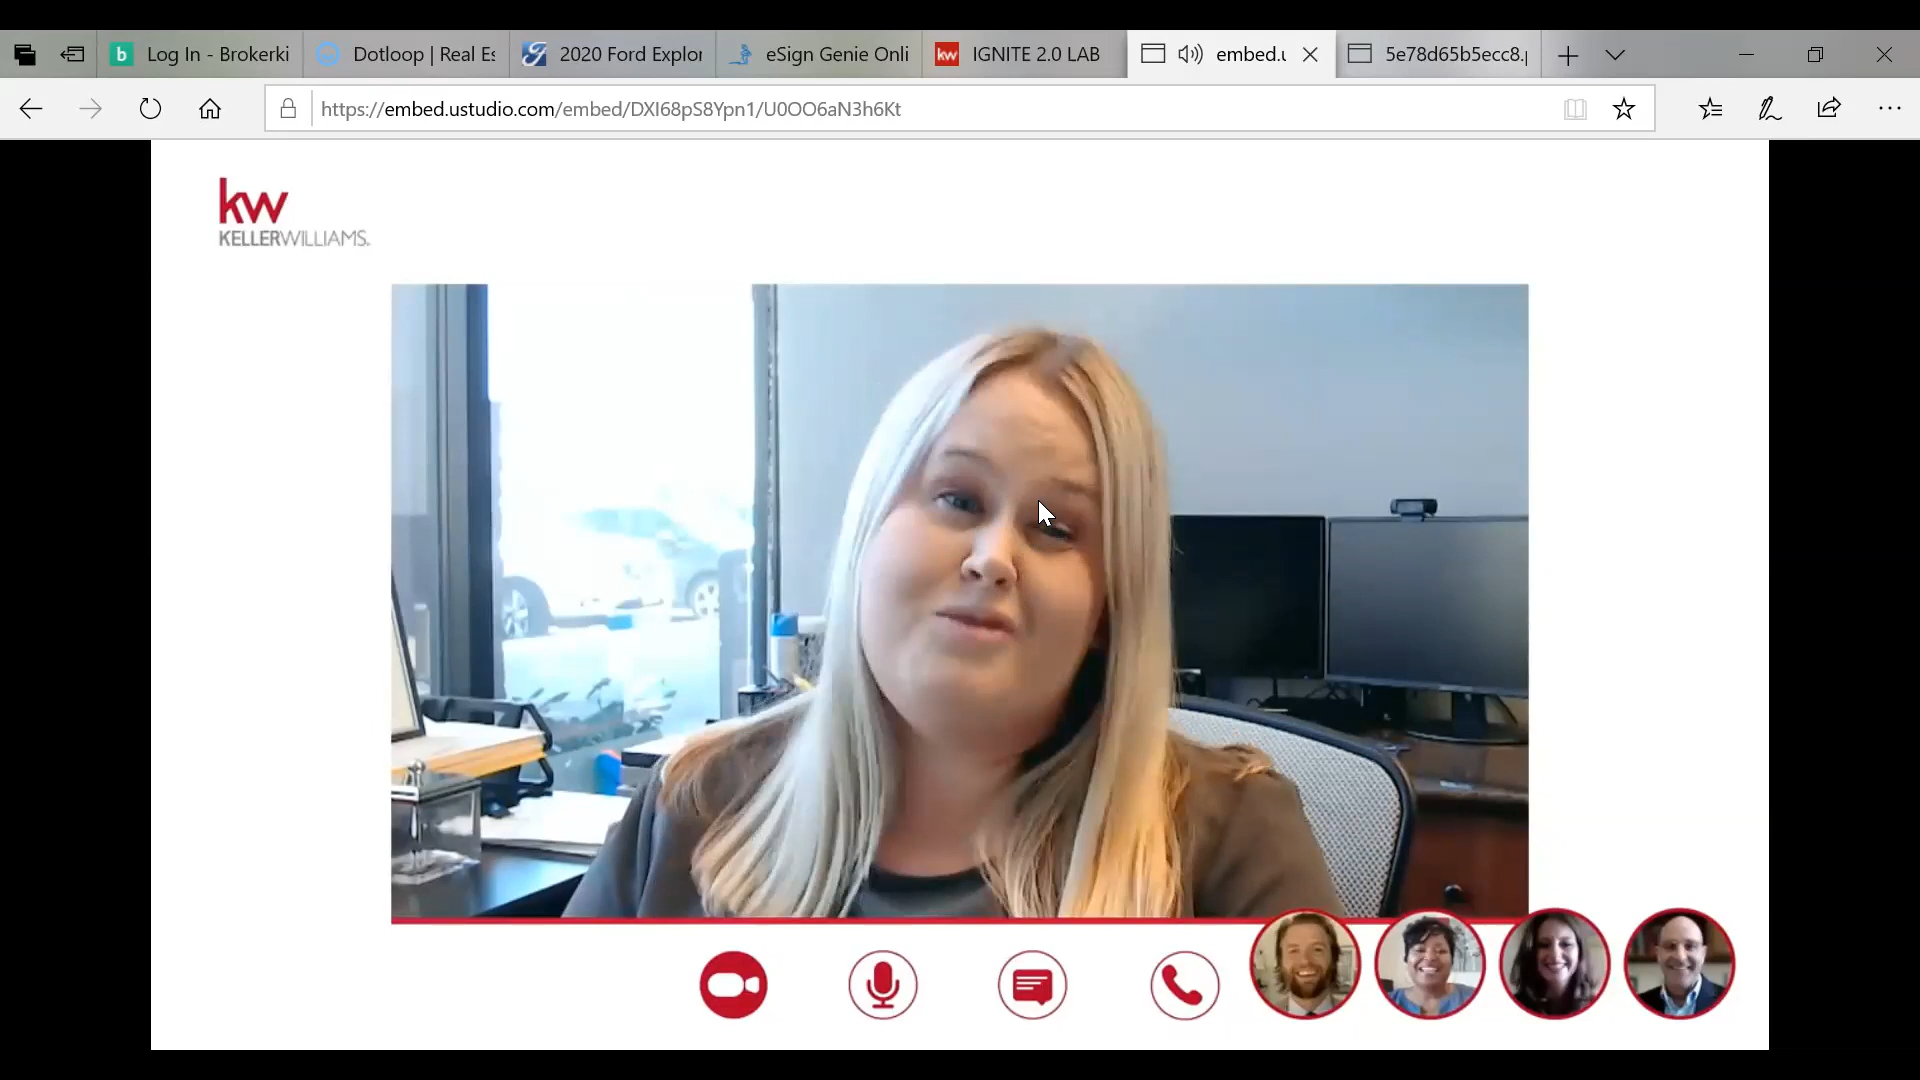 Log In - Brokerki
Dotloop | Real Es
2020 Ford Explor
eSign Genie Onli
kw
IGNITE 2.0 LAB
embed.u
5e78d65b5ecc8.p
https://embed.ustudio.com/embed/DXI68pS8Ypn1/U0OO6aN3h6Kt
kw
KELLERWILLIAMS.